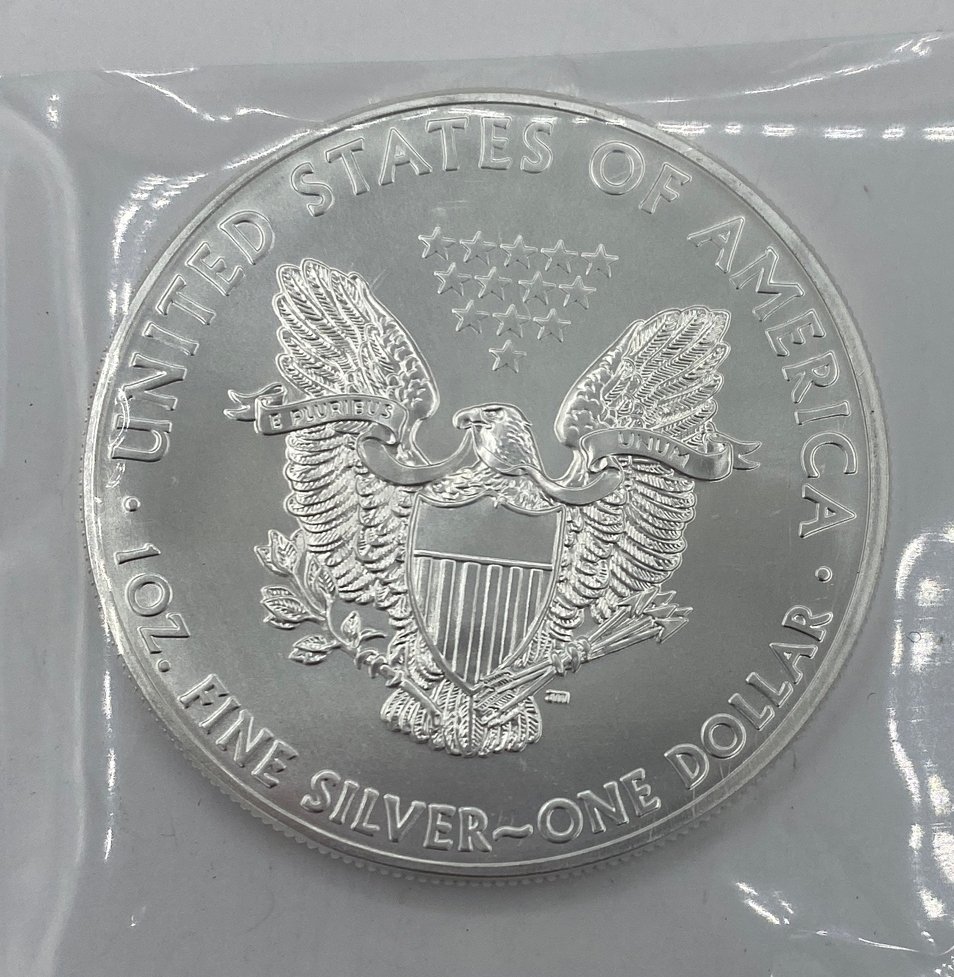 UNITED STATES OF AMERICA
E PLURIBUS
UNUM
· 1 OZ. FINE SILVER~ONE DOLLAR ·